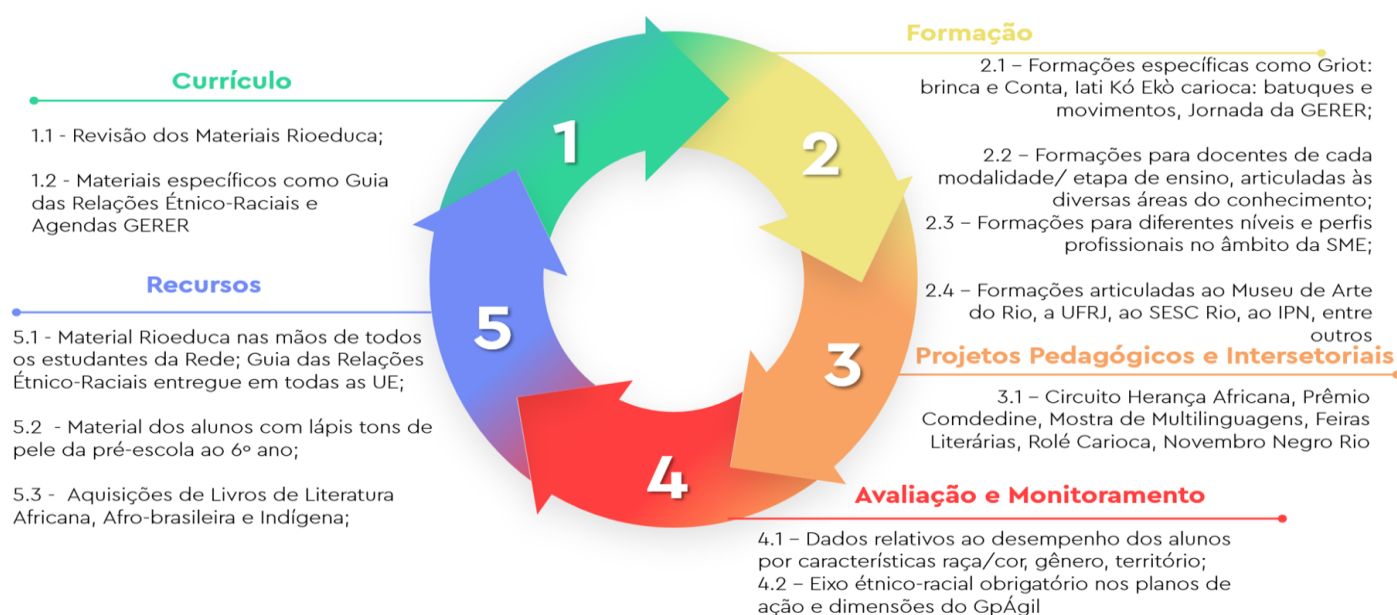 Currículo
1.1 - Revisão dos Materiais Rioeduca;
1.2 - Materiais específicos como Guia
das Relações Étnico-Raciais e
Agendas GERER
1
Formação
2.1 – Formações específicas como Griot:
brinca e Conta, Iati Kó Ekò carioca: batuques e
movimentos, Jornada da GERER;
2.2 – Formações para docentes de cada
modalidade/ etapa de ensino, articuladas às
diversas áreas do conhecimento;
2.3 – Formações para diferentes níveis e perfis
profissionais no âmbito da SME;
2.4 – Formações articuladas ao Museu de Arte
do Rio, a UFRJ, ao SESC Rio, ao IPN, entre
outros
2
Projetos Pedagógicos e Intersetoriais
3.1 – Circuito Herança Africana, Prêmio
Comdedine, Mostra de Multilinguagens, Feiras
Literárias, Rolé Carioca, Novembro Negro Rio
3
Avaliação e Monitoramento
4.1 – Dados relativos ao desempenho dos alunos
por características raça/cor, gênero, território;
4.2 – Eixo étnico-racial obrigatório nos planos de
ação e dimensões do GpÁgil
4
Recursos
5.1 - Material Rioeduca nas mãos de todos
os estudantes da Rede; Guia das Relações
Étnico-Raciais entregue em todas as UE;
5.2 - Material dos alunos com lápis tons de
pele da pré-escola ao 6º ano;
5.3 - Aquisições de Livros de Literatura
Africana, Afro-brasileira e Indígena;
5